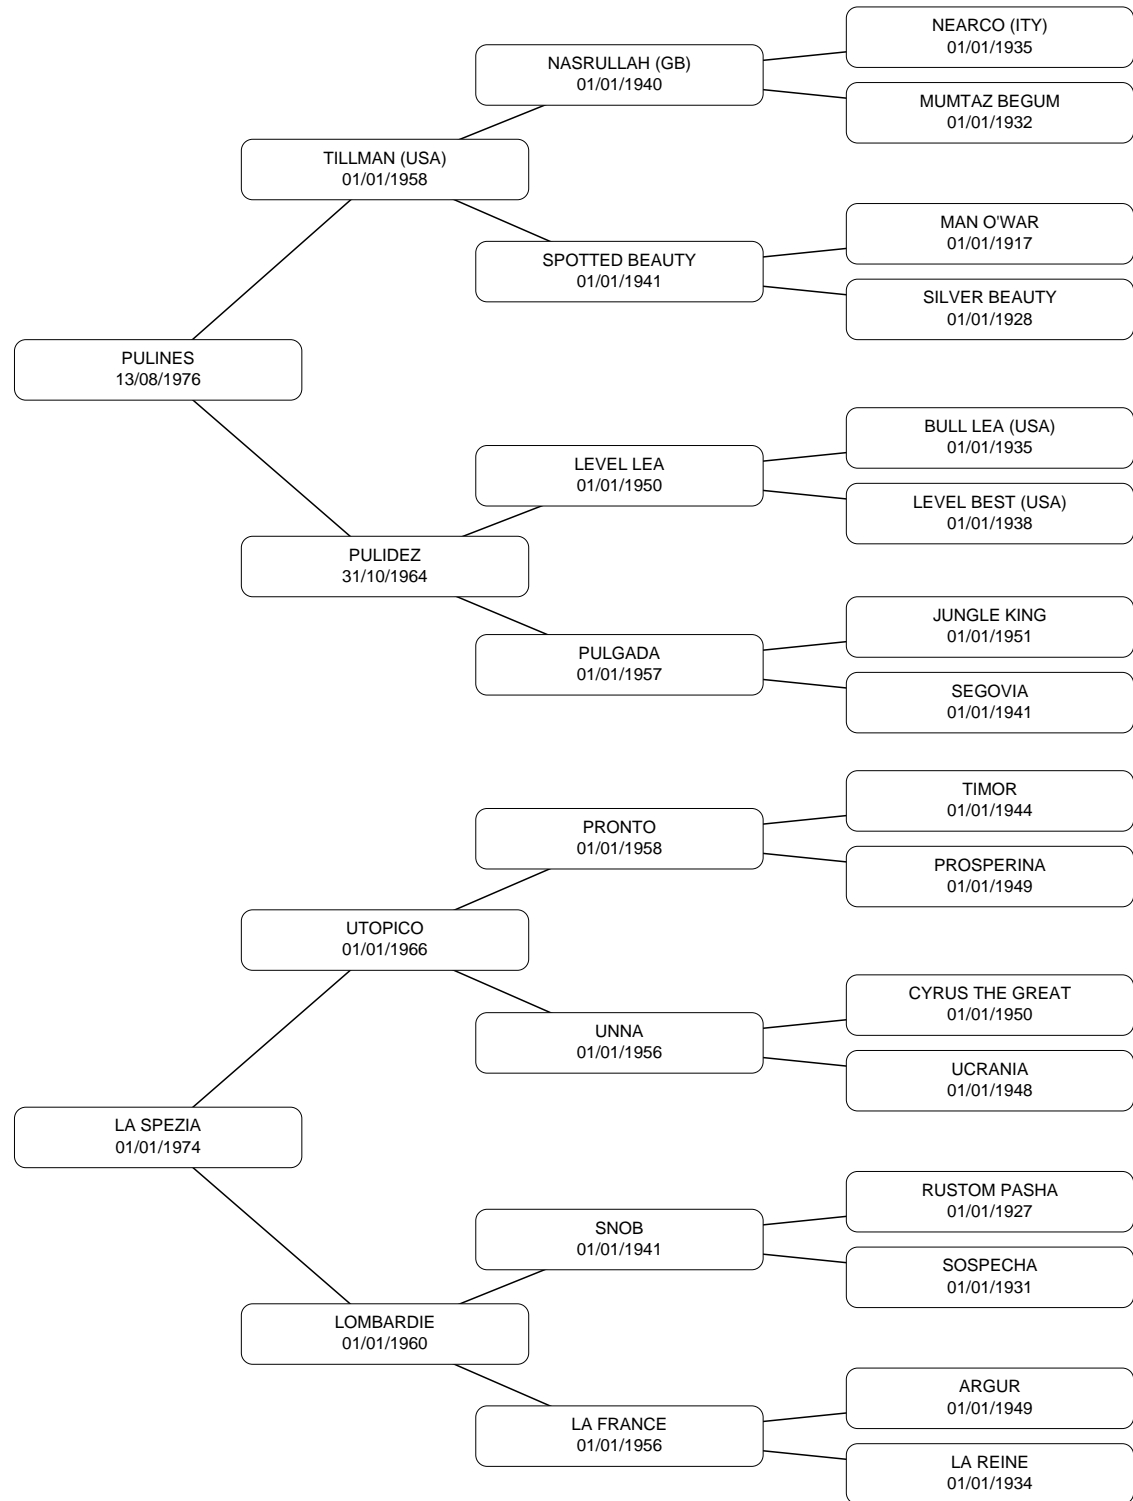 NEARCO (ITY)
01/01/1935
NASRULLAH (GB)
01/01/1940
MUMTAZ BEGUM
01/01/1932
TILLMAN (USA)
01/01/1958
MAN O'WAR
01/01/1917
SPOTTED BEAUTY
01/01/1941
SILVER BEAUTY
01/01/1928
PULINES
13/08/1976
BULL LEA (USA)
01/01/1935
LEVEL LEA
01/01/1950
LEVEL BEST (USA)
01/01/1938
PULIDEZ
31/10/1964
JUNGLE KING
01/01/1951
PULGADA
01/01/1957
SEGOVIA
01/01/1941
TIMOR
01/01/1944
PRONTO
01/01/1958
PROSPERINA
01/01/1949
UTOPICO
01/01/1966
CYRUS THE GREAT
01/01/1950
UNNA
01/01/1956
UCRANIA
01/01/1948
LA SPEZIA
01/01/1974
RUSTOM PASHA
01/01/1927
SNOB
01/01/1941
SOSPECHA
01/01/1931
LOMBARDIE
01/01/1960
ARGUR
01/01/1949
LA FRANCE
01/01/1956
LA REINE
01/01/1934